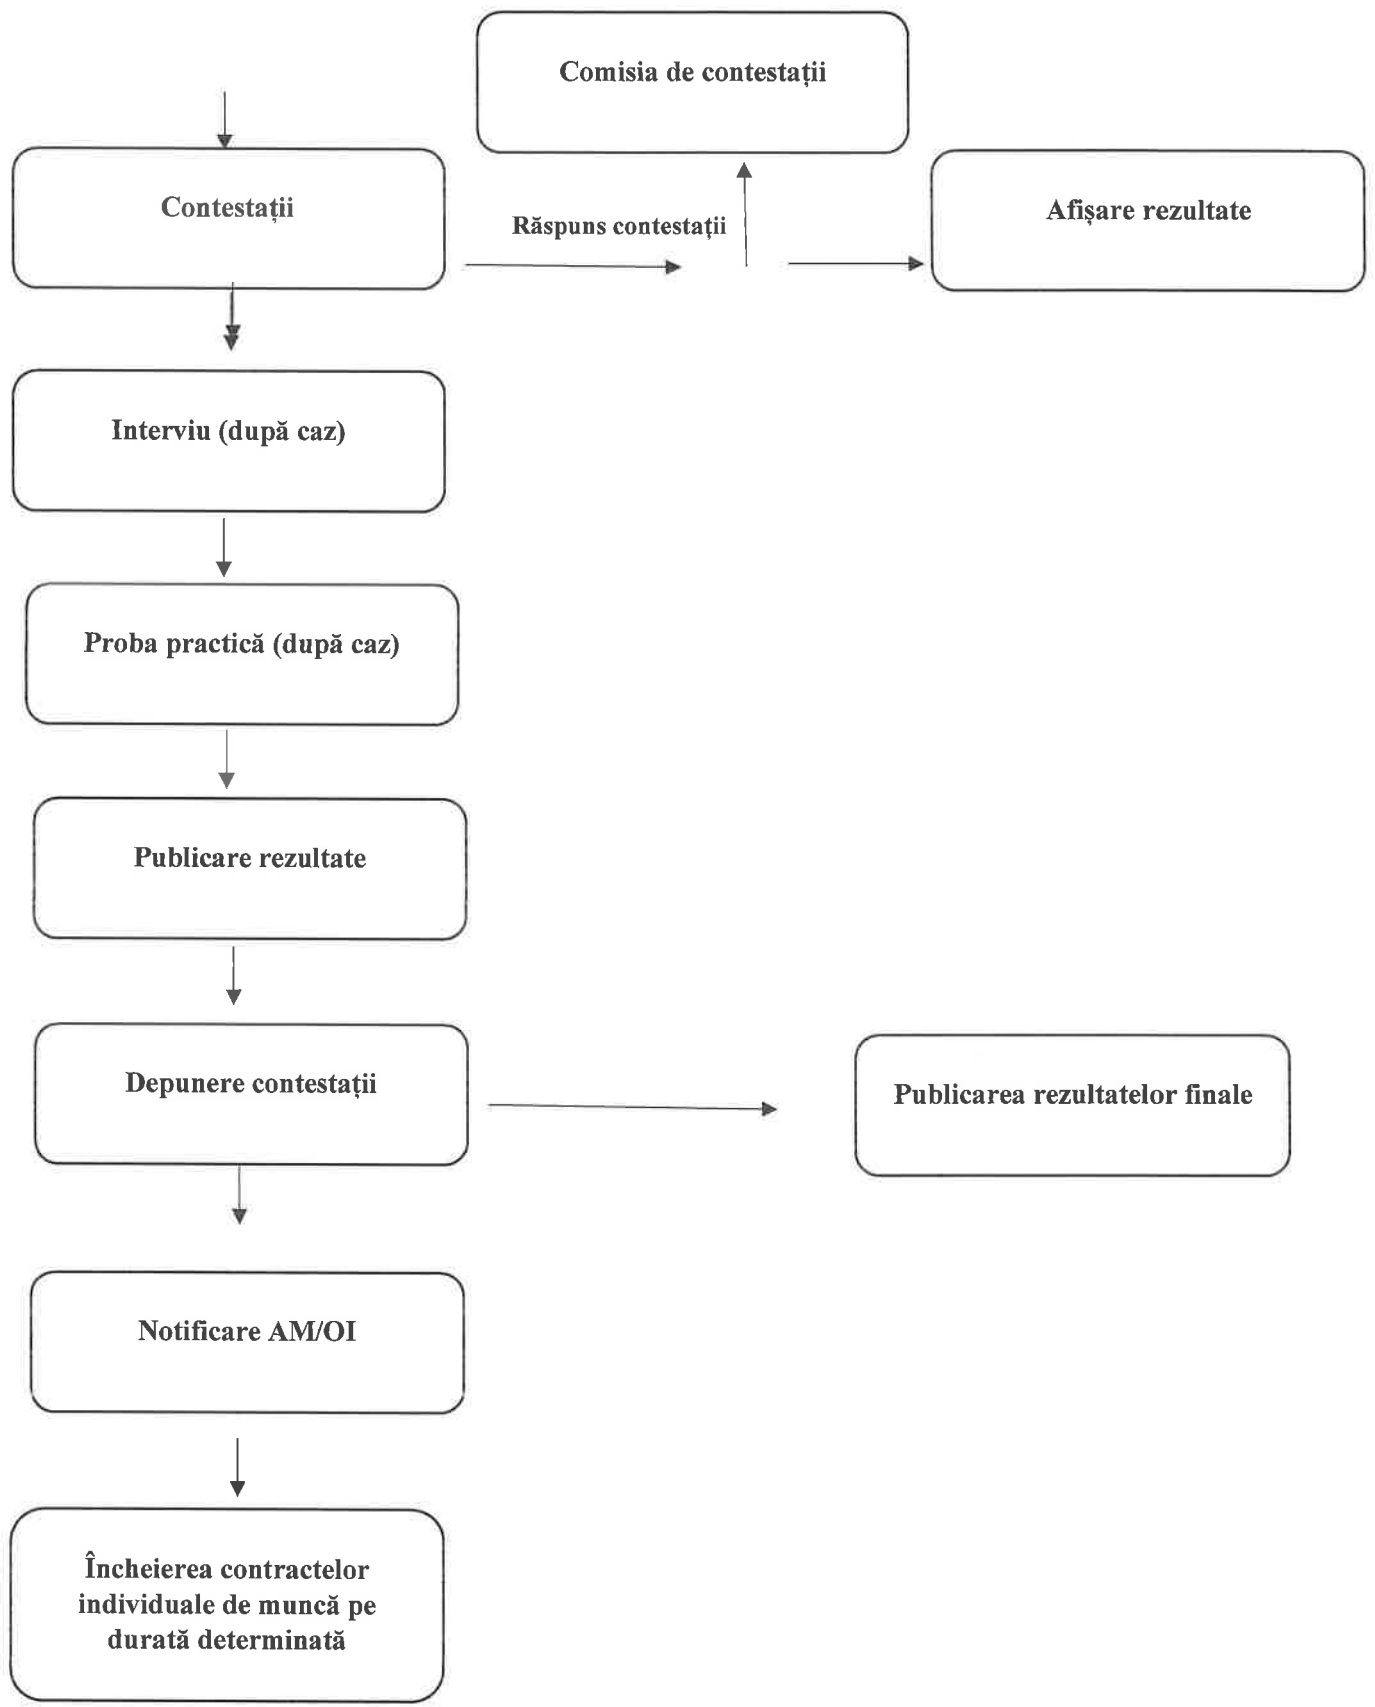 Comisia de contestații
Contestații
Răspuns contestații
Afișare rezultate
Interviu (după caz)
Proba practică (după caz)
Publicare rezultate
Depunere contestații
Publicarea rezultatelor finale
Notificare AM/OI
Încheierea contractelor
individuale de muncă pe
durată determinată